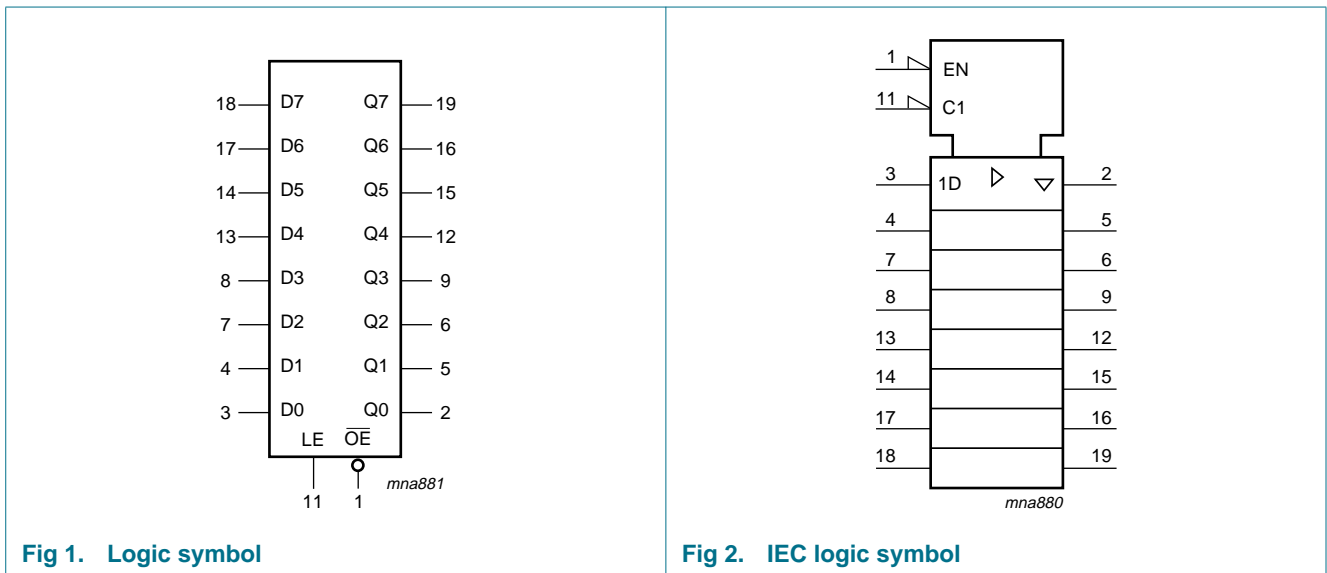 18 D7 Q7 19
17 D6 Q6 16
14 D5 Q5 15
13 D4 Q4 12
8 D3 Q3 9
7 D2 Q2 6
4 D1 Q1 5
3 D0 Q0 2
LE O̅E̅
11 1
mna881
Fig 1. Logic symbol
1 EN
11 C1
3 1D 2
4 5
7 6
8 9
13 12
14 15
17 16
18 19
mna880
Fig 2. IEC logic symbol